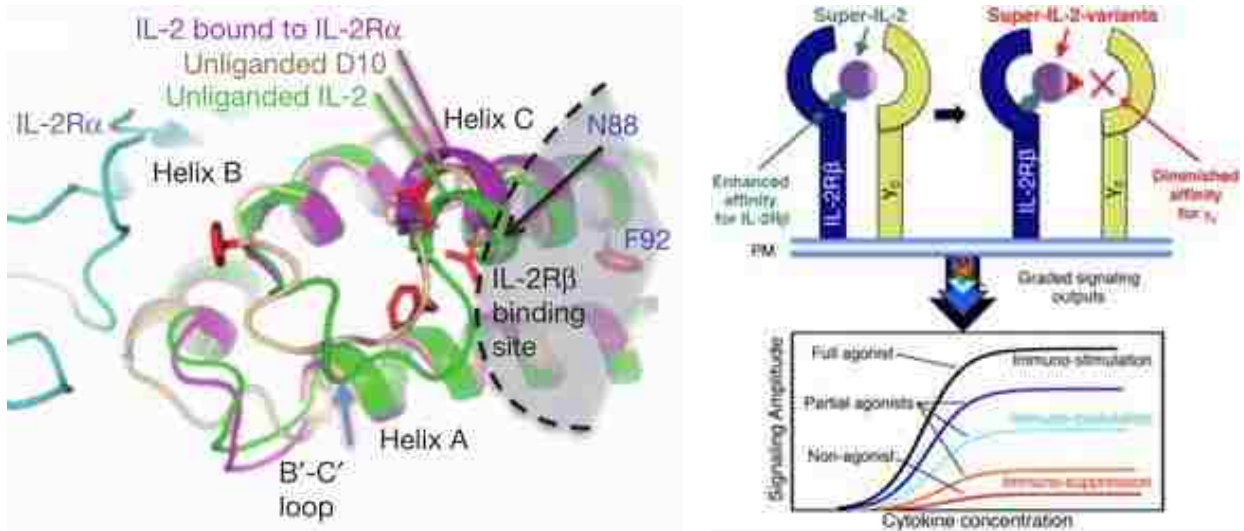 IL-2 bound to IL-2Rα
Unliganded D10
Unliganded IL-2
IL-2Rα
Helix B
Helix C
N88
F92
IL-2Rβ
binding
site
Helix A
B′-C′
loop
Super-IL-2
Super-IL-2-variants
IL-2Rβ
γc
IL-2Rβ
γc
Enhanced
affinity
for IL-2Rβ
Diminished
affinity
for γc
PM
Graded signaling
outputs
Signaling Amplitude
Full agonist
Partial agonists
Non-agonist
Immuno-stimulation
Immuno-suppression
Cytokine concentration